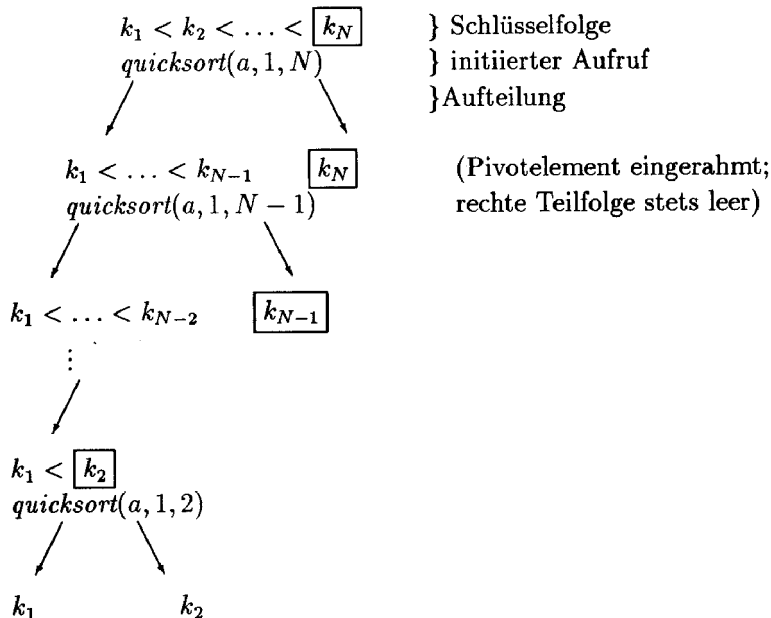 k₁ < k₂ < … < k_N } Schlüsselfolge
quicksort(a, 1, N) } initiierter Aufruf
}Aufteilung
k₁ < … < k_{N−1} k_N (Pivotelement eingerahmt;
quicksort(a, 1, N − 1) rechte Teilfolge stets leer)
k₁ < … < k_{N−2} k_{N−1}
⋮
k₁ < k₂
quicksort(a, 1, 2)
k₁ k₂